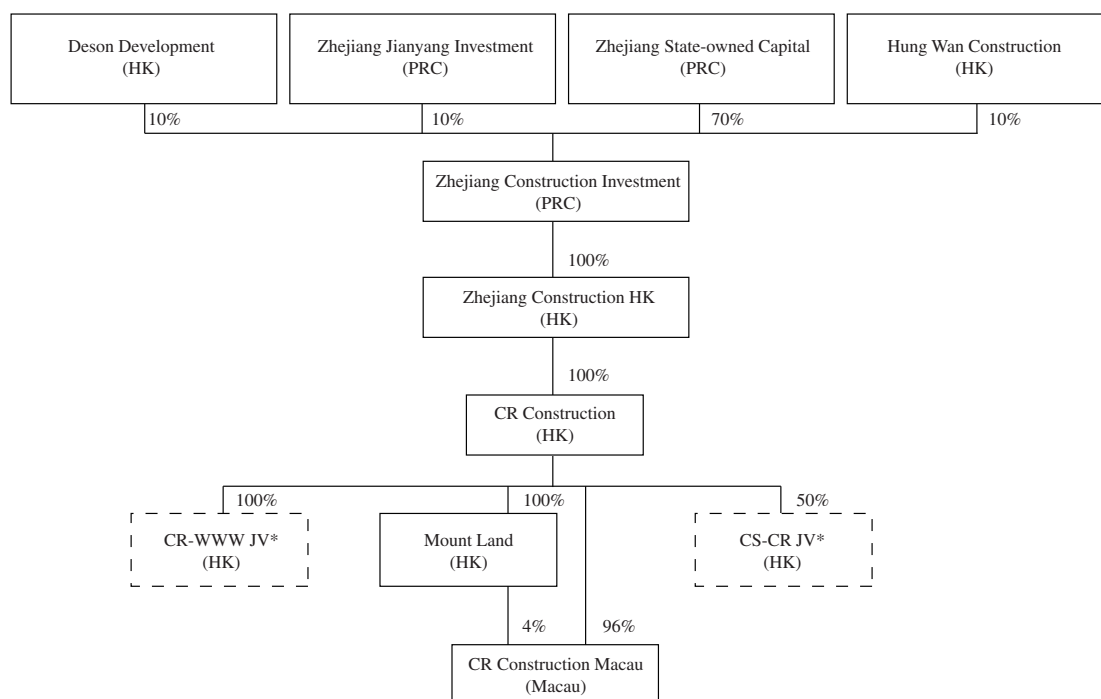 Deson Development
(HK)
Zhejiang Jianyang Investment
(PRC)
Zhejiang State-owned Capital
(PRC)
Hung Wan Construction
(HK)
10%
10%
70%
10%
Zhejiang Construction Investment
(PRC)
100%
Zhejiang Construction HK
(HK)
100%
CR Construction
(HK)
100%
100%
50%
CR-WWW JV*
(HK)
Mount Land
(HK)
CS-CR JV*
(HK)
4%
96%
CR Construction Macau
(Macau)